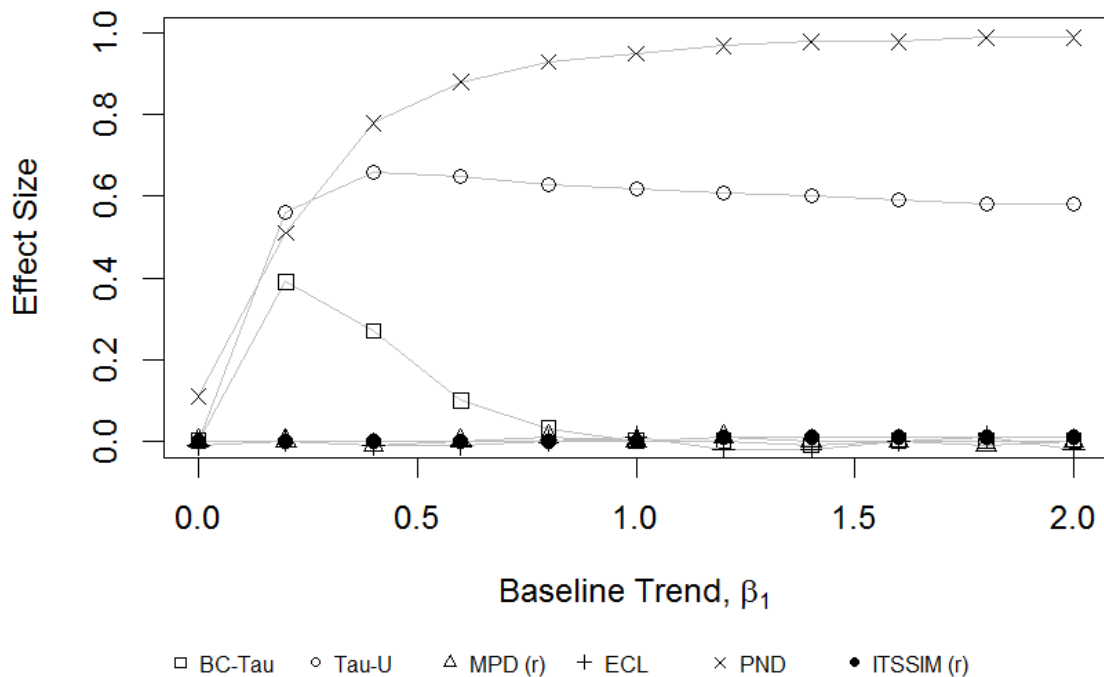 1.0
0.8
0.6
0.4
0.2
0.0
Effect Size
0.0 0.5 1.0 1.5 2.0
Baseline Trend, β1
BC-Tau Tau-U MPD (r) ECL PND ITSSIM (r)